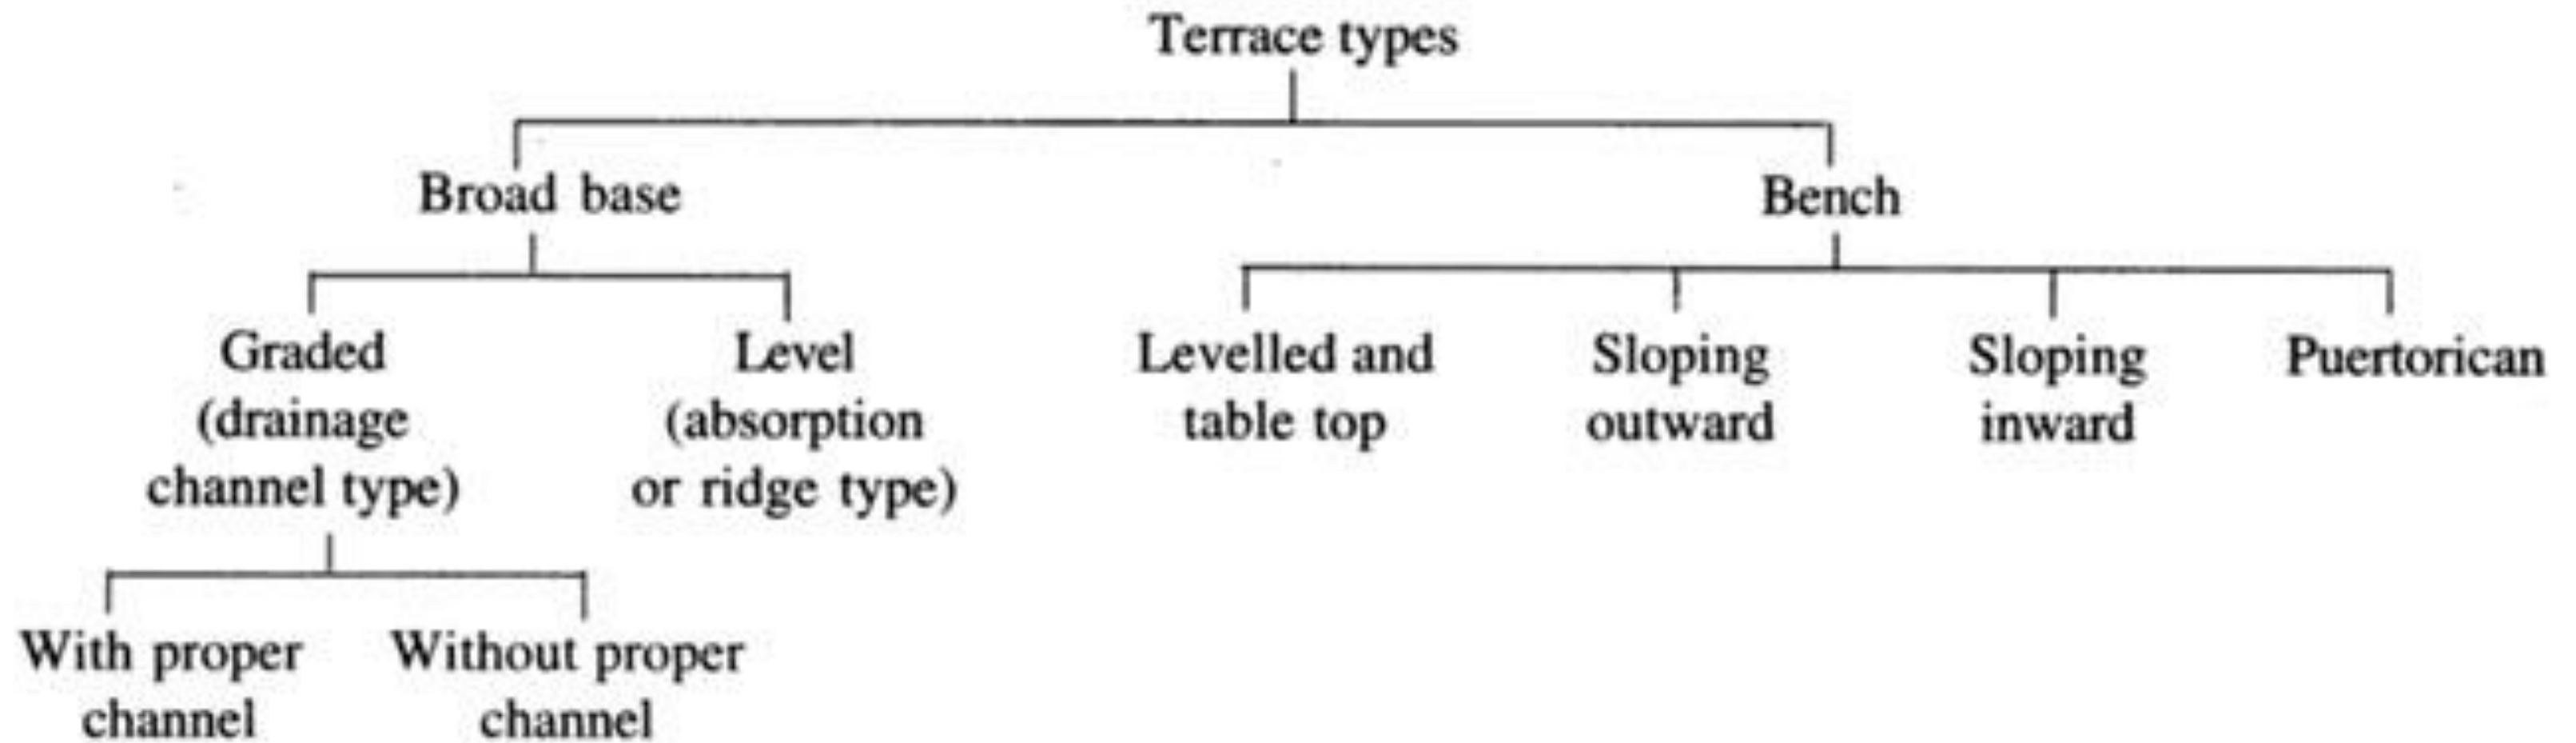 Terrace types
Broad base
Bench
Graded
(drainage
channel type)
Level
(absorption
or ridge type)
Levelled and
table top
Sloping
outward
Sloping
inward
Puertorican
With proper
channel
Without proper
channel